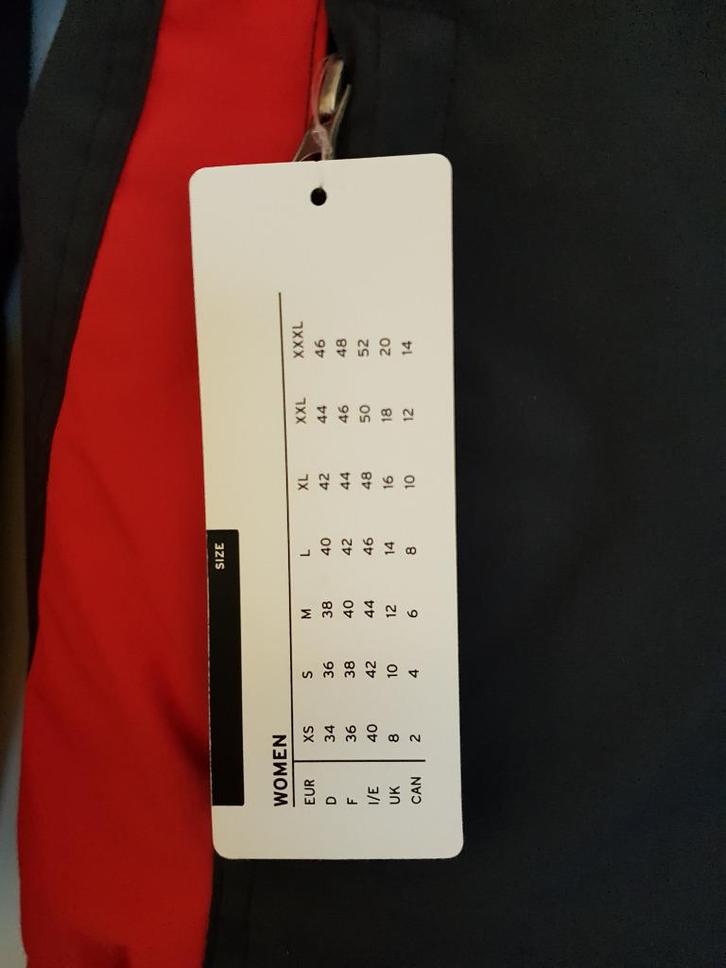 SIZE
WOMEN
EUR XS S M L XL XXL XXXL
D 34 36 38 40 42 44 46
F 36 38 40 42 44 46 48
I/E 40 42 44 46 48 50 52
UK 8 10 12 14 16 18 20
CAN 2 4 6 8 10 12 14